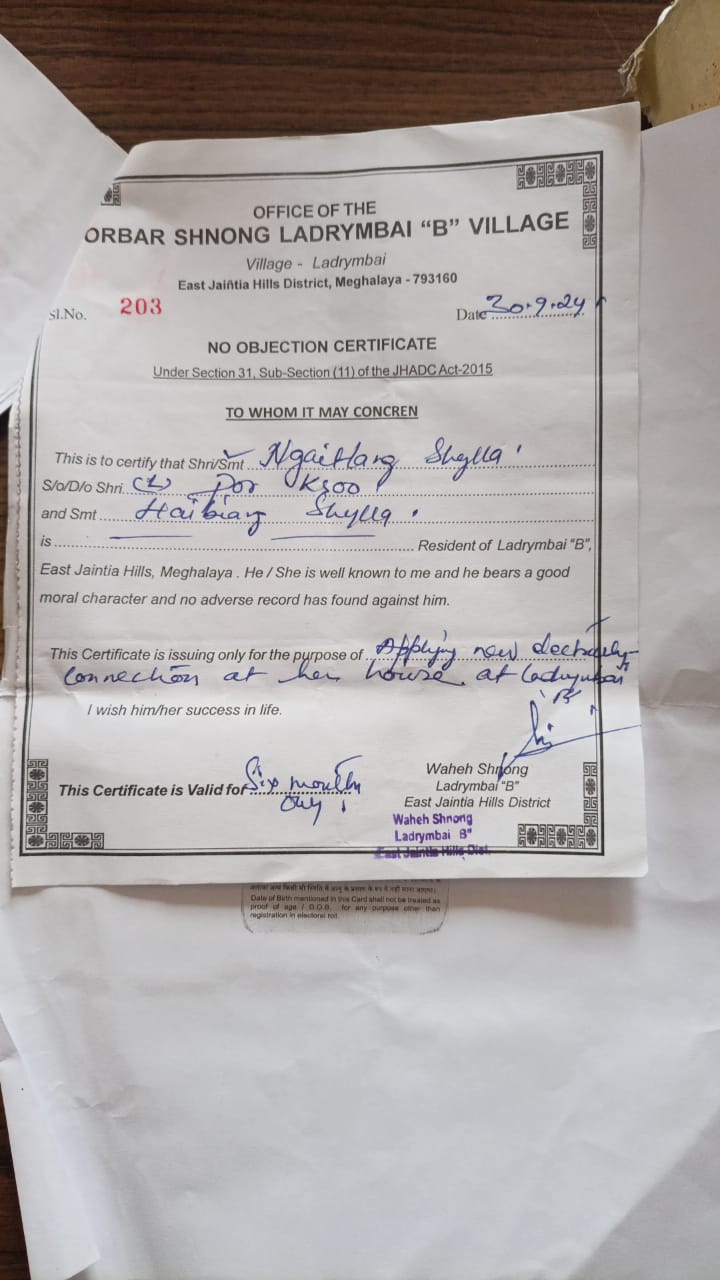 OFFICE OF THE
ORBAR SHNONG LADRYMBAI “B” VILLAGE
Village - Ladrymbai
East Jaintia Hills District, Meghalaya - 793160
Sl.No. 203 Date 30.9.24
NO OBJECTION CERTIFICATE
Under Section 31, Sub-Section (11) of the JHADC Act-2015
TO WHOM IT MAY CONCREN
This is to certify that Shri/Smt Ngaitlang Shylla
S/o/D/o Shri (L) Dor Ksoo
and Smt Haibiang Shylla
is Resident of Ladrymbai “B”,
East Jaintia Hills, Meghalaya . He / She is well known to me and he bears a good
moral character and no adverse record has found against him.
This Certificate is issuing only for the purpose of Applying new electricity
connection at her house at Ladrymbai
"B"
I wish him/her success in life.
This Certificate is Valid for Six months
only
Waheh Shnong
Ladrymbai “B”
East Jaintia Hills District
Waheh Shnong
Ladrymbai B"
East Jaintia Hills Dist.
Date of Birth mentioned in this Card shall not be treated as
proof of age / D.O.B. for any purpose other than
registration in electoral roll.